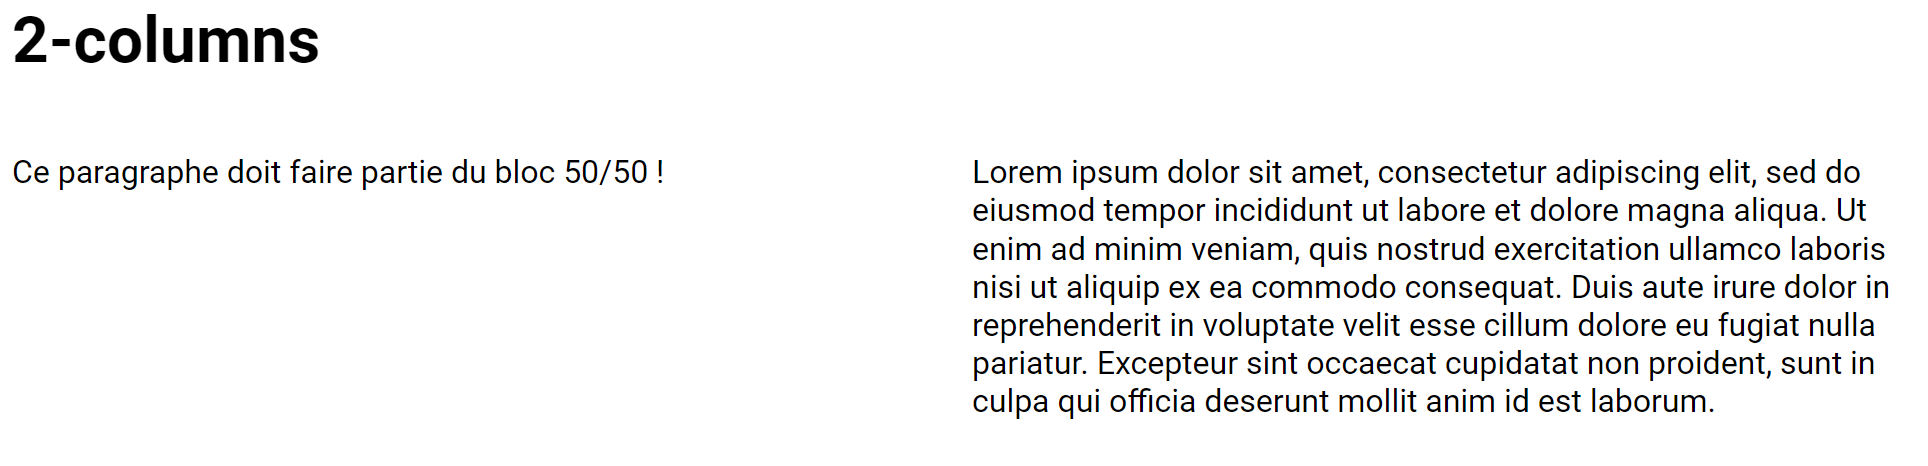 2-columns
Ce paragraphe doit faire partie du bloc 50/50 !
Lorem ipsum dolor sit amet, consectetur adipiscing elit, sed do
eiusmod tempor incididunt ut labore et dolore magna aliqua. Ut
enim ad minim veniam, quis nostrud exercitation ullamco laboris
nisi ut aliquip ex ea commodo consequat. Duis aute irure dolor in
reprehenderit in voluptate velit esse cillum dolore eu fugiat nulla
pariatur. Excepteur sint occaecat cupidatat non proident, sunt in
culpa qui officia deserunt mollit anim id est laborum.